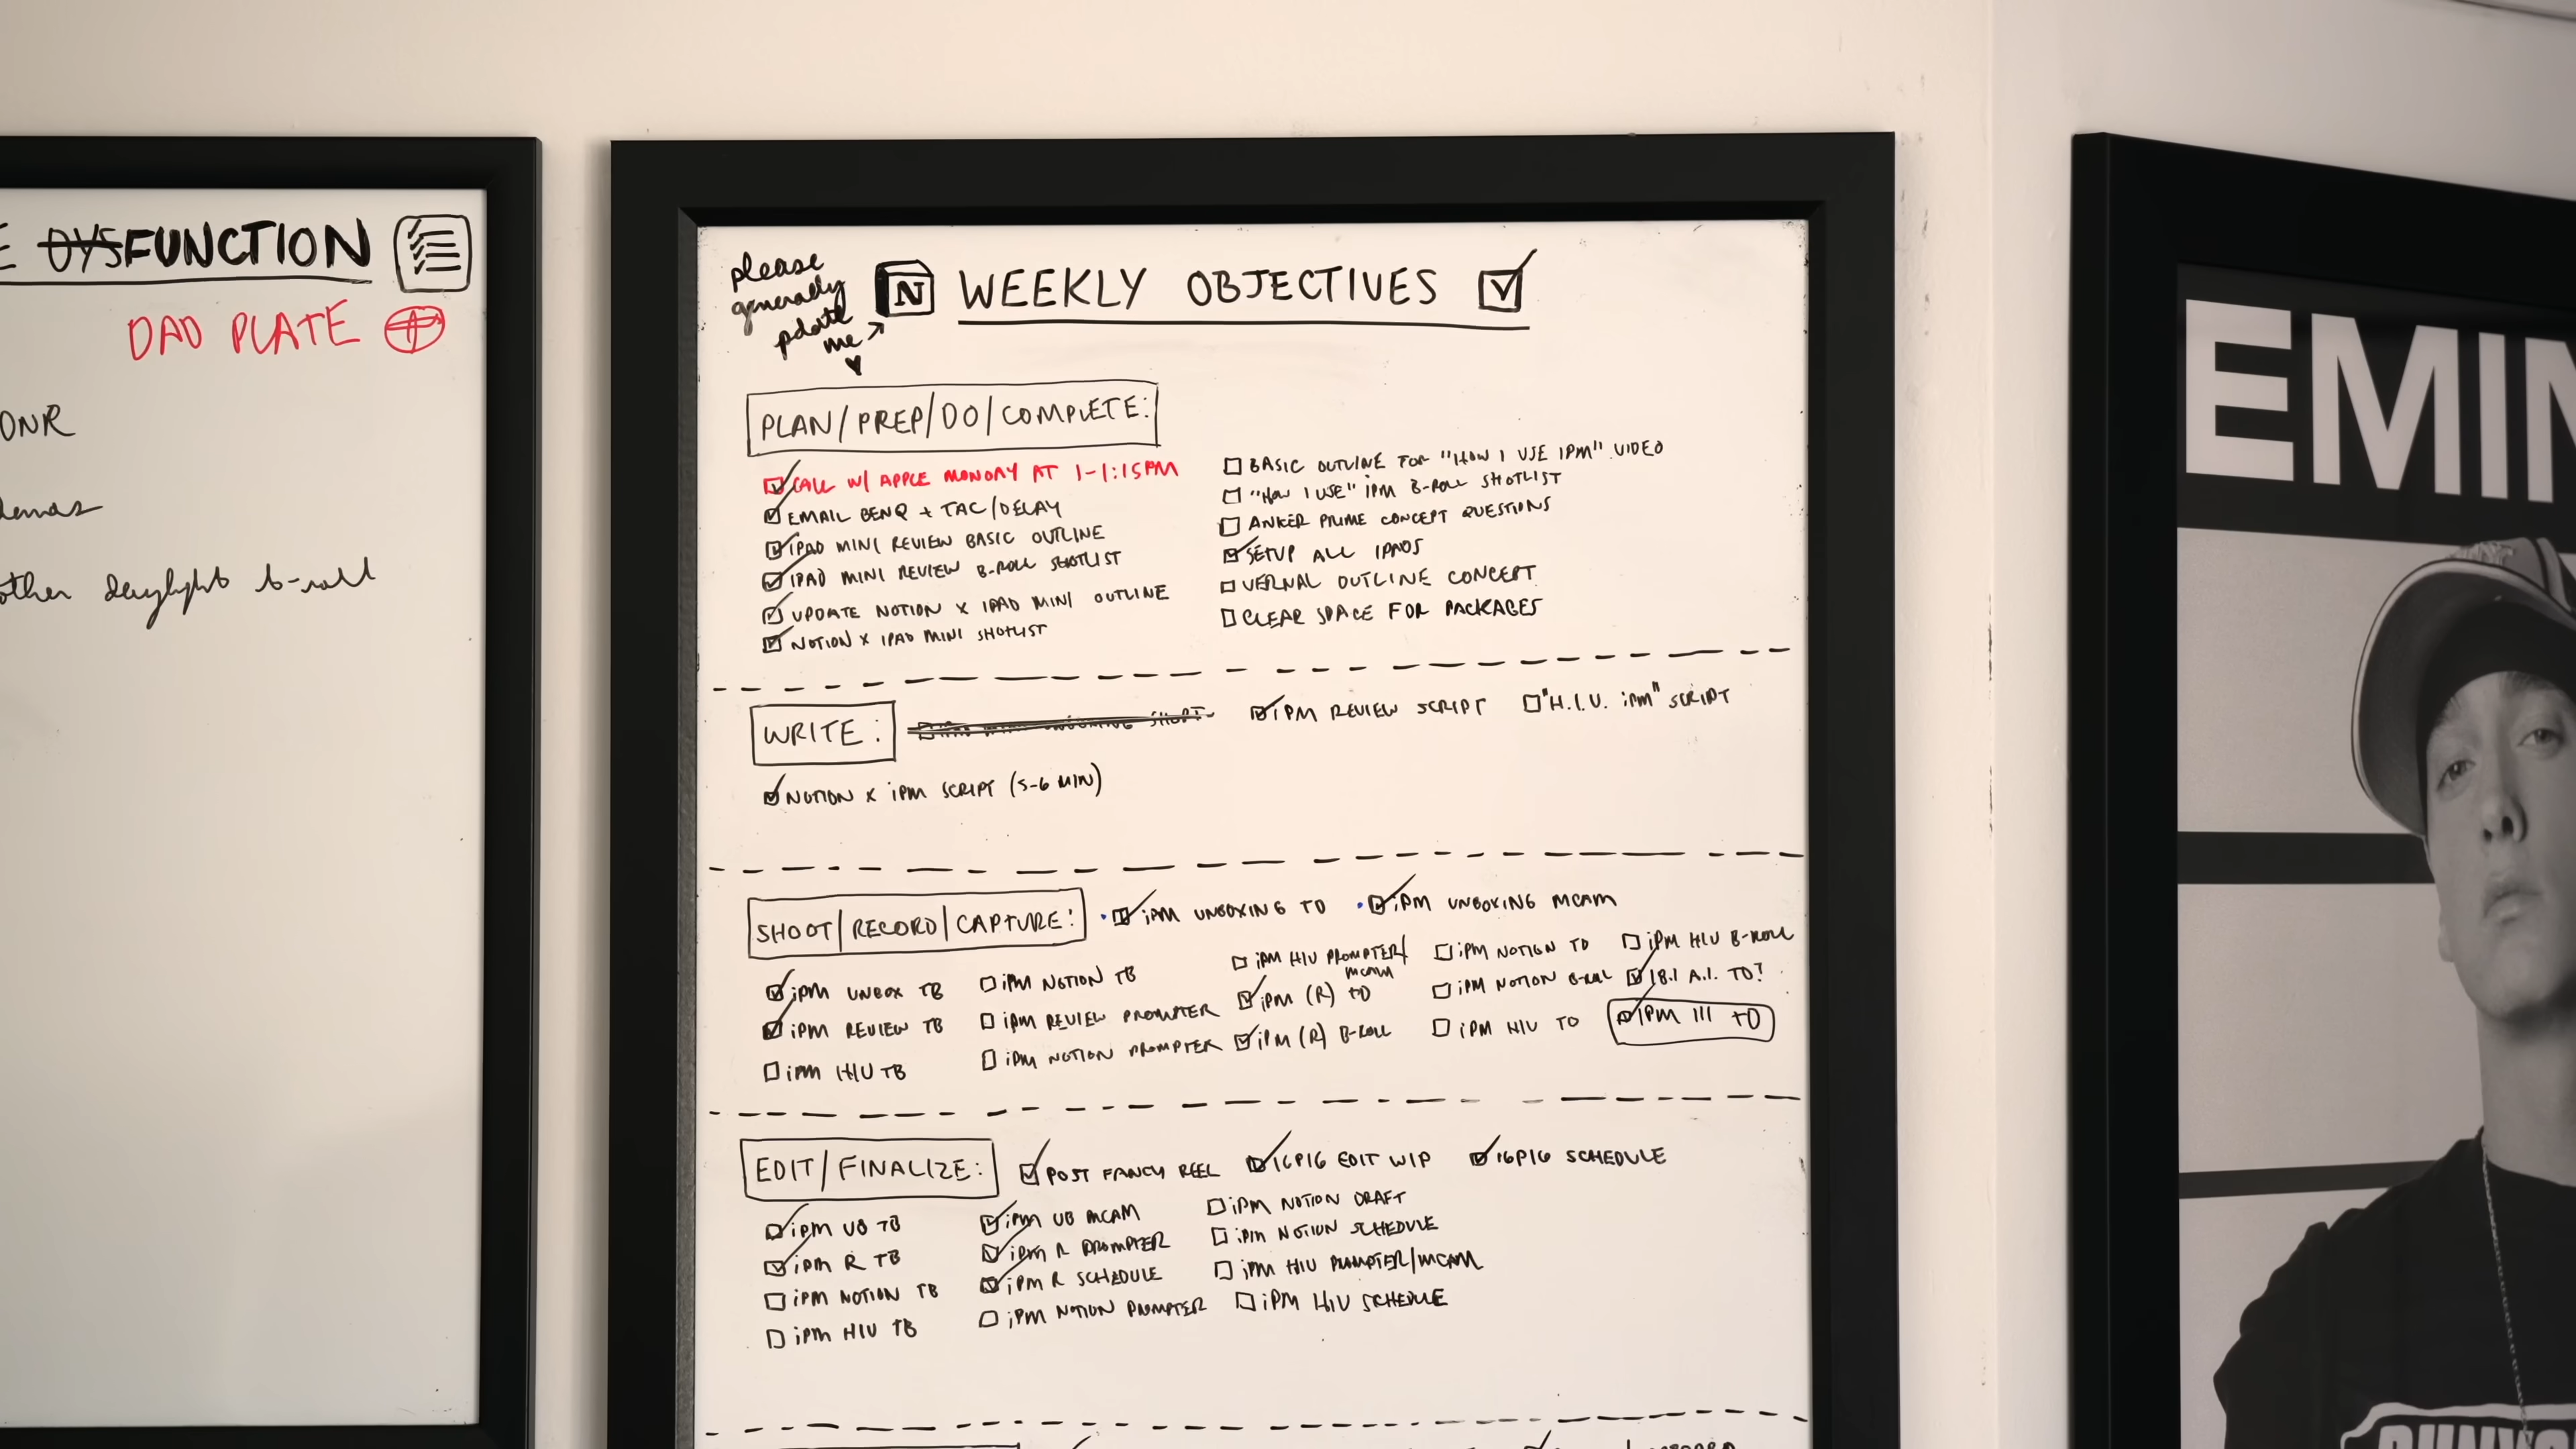 E DYSFUNCTION
DAD PLATE
DNR
other daylight b-roll
please
generally
pdate
me
N WEEKLY OBJECTIVES
PLAN/PREP/DO/COMPLETE:
CALL W/ APPLE MONDAY AT 1-1:15PM
EMAIL BENQ + TAC/DELAY
IPAD MINI REVIEW BASIC OUTLINE
IPAD MINI REVIEW B-ROLL SHOTLIST
UPDATE NOTION X IPAD MINI OUTLINE
NOTION X IPAD MINI SHOTLIST
BASIC OUTLINE FOR "HOW I USE IPM" VIDEO
"HOW I USE" IPM B-ROLL SHOTLIST
ANKER PRIME CONCEPT QUESTIONS
SETUP ALL IPADS
VERNAL OUTLINE CONCEPT
CLEAR SPACE FOR PACKAGES
WRITE: SHORT iPM REVIEW SCRIPT "H.I.U. iPM" SCRIPT
NOTION X iPM SCRIPT (5-6 MIN)
SHOOT/RECORD/CAPTURE: iPM UNBOXING TD iPM UNBOXING MCAM
iPM UNBOX TB
iPM REVIEW TB
iPM HIU TB
iPM NOTION TB
iPM REVIEW PROMPTER
iPM NOTION PROMPTER
iPM HIU PROMPTER/
MCAM
iPM (R) TD
iPM (R) B-ROLL
iPM NOTION TD
iPM NOTION B-ROLL
iPM HIU TD
iPM HIU B-ROLL
18.1 A.I. TD?
iPM III TD
EDIT/FINALIZE: POST FANCY REEL 16P16 EDIT WIP 16P16 SCHEDULE
iPM UB TB
iPM R TB
iPM NOTION TB
iPM HIU TB
iPM UB MCAM
iPM R PROMPTER
iPM R SCHEDULE
iPM NOTION PROMPTER
iPM NOTION DRAFT
iPM NOTION SCHEDULE
iPM HIU PROMPTER/MCAM
iPM HIU SCHEDULE
EMIN